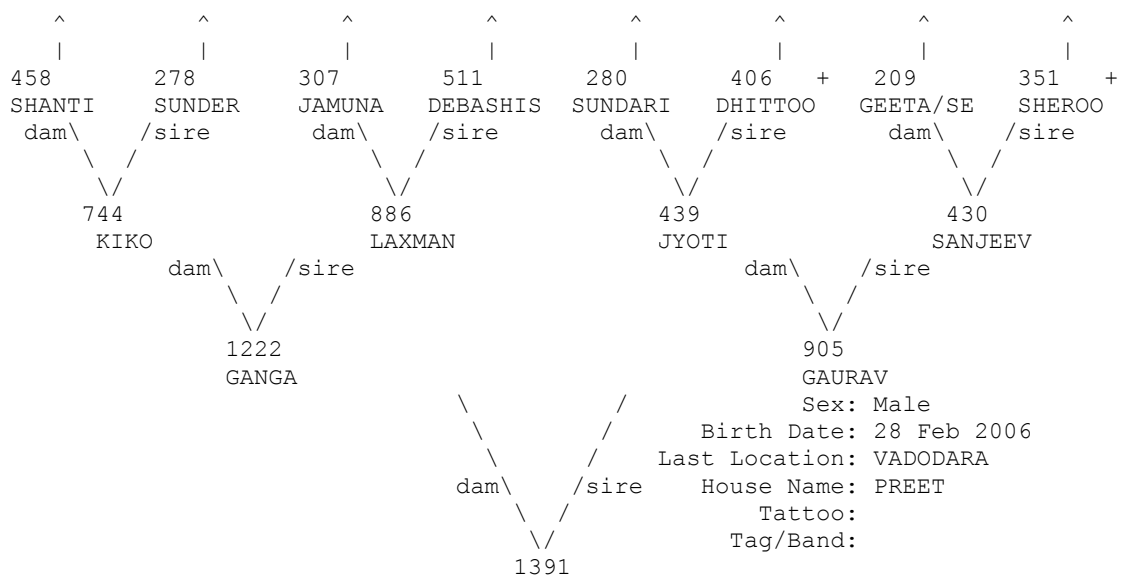 ^ ^ ^ ^ ^ ^ ^ ^
| | | | | | | |
458 278 307 511 280 406 + 209 351 +
SHANTI SUNDER JAMUNA DEBASHIS SUNDARI DHITTOO GEETA/SE SHEROO
dam\ /sire dam\ /sire dam\ /sire dam\ /sire
\ / \ / \ / \ /
\/ \/ \/ \/
744 886 439 430
KIKO LAXMAN JYOTI SANJEEV
dam\ /sire dam\ /sire
\ / \ /
\/ \/
1222 905
GANGA GAURAV
\ / Sex: Male
\ / Birth Date: 28 Feb 2006
\ / Last Location: VADODARA
dam\ /sire House Name: PREET
\ / Tattoo:
\/ Tag/Band:
1391